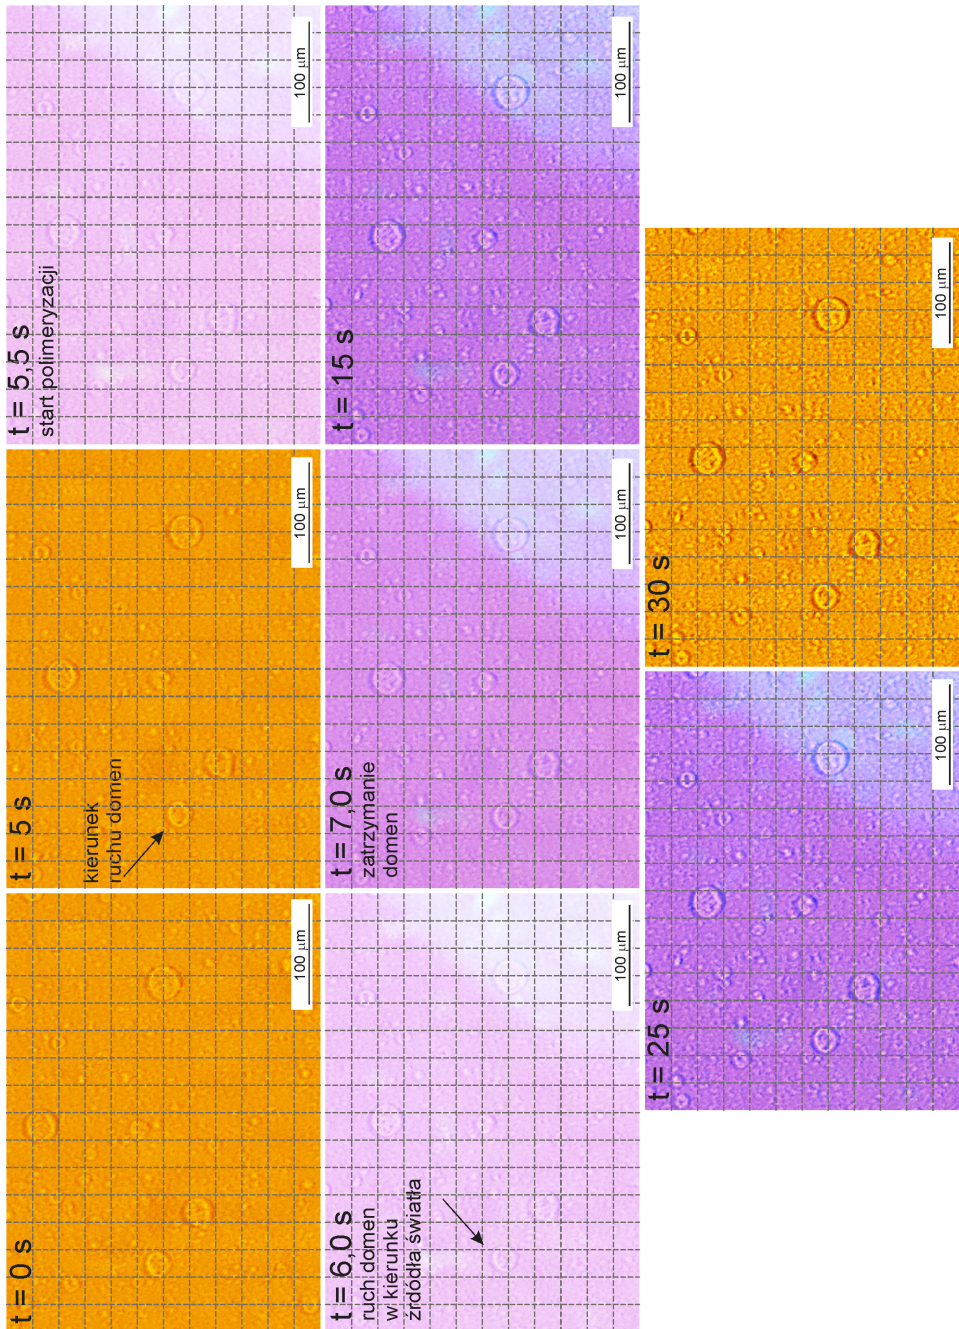 t = 0 s
100 µm
t = 5 s
kierunek
ruchu domen
100 µm
t = 5,5 s
start polimeryzacji
100 µm
t = 6,0 s
ruch domen
w kierunku
źrdódła światła
100 µm
t = 7,0 s
zatrzymanie
domen
100 µm
t = 15 s
100 µm
t = 25 s
100 µm
t = 30 s
100 µm